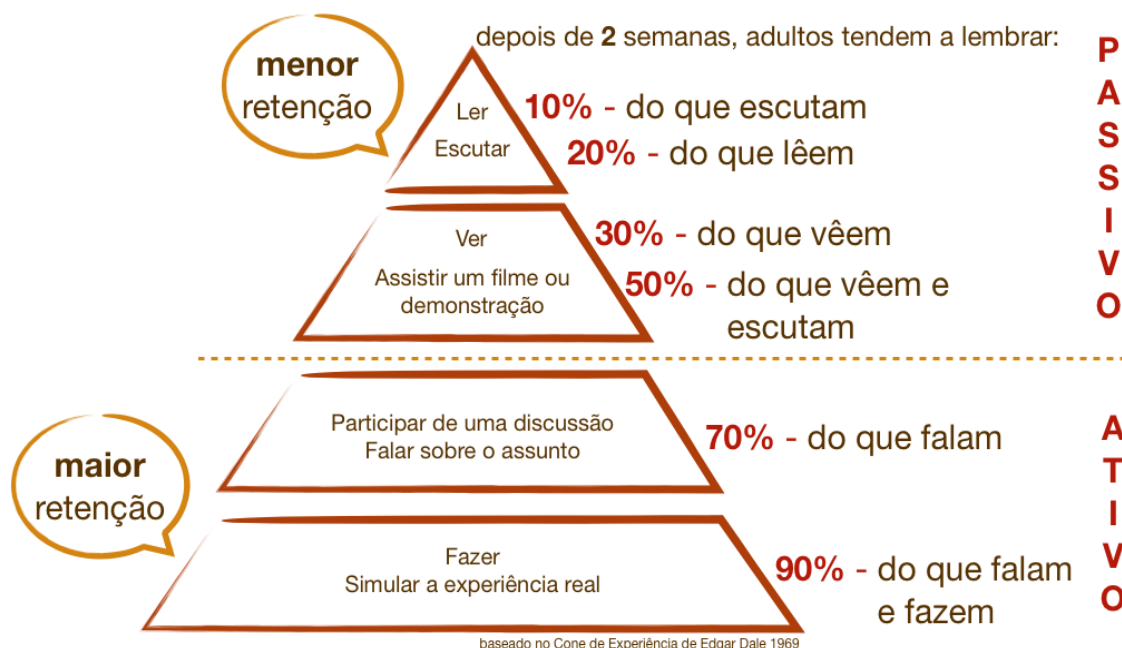 depois de 2 semanas, adultos tendem a lembrar:
menor
retenção
Ler
Escutar
10% - do que escutam
20% - do que lêem
Ver
Assistir um filme ou
demonstração
30% - do que vêem
50% - do que vêem e
escutam
PASSIVO
maior
retenção
Participar de uma discussão
Falar sobre o assunto
70% - do que falam
Fazer
Simular a experiência real
90% - do que falam
e fazem
ATIVO
baseado no Cone de Experiência de Edgar Dale 1969